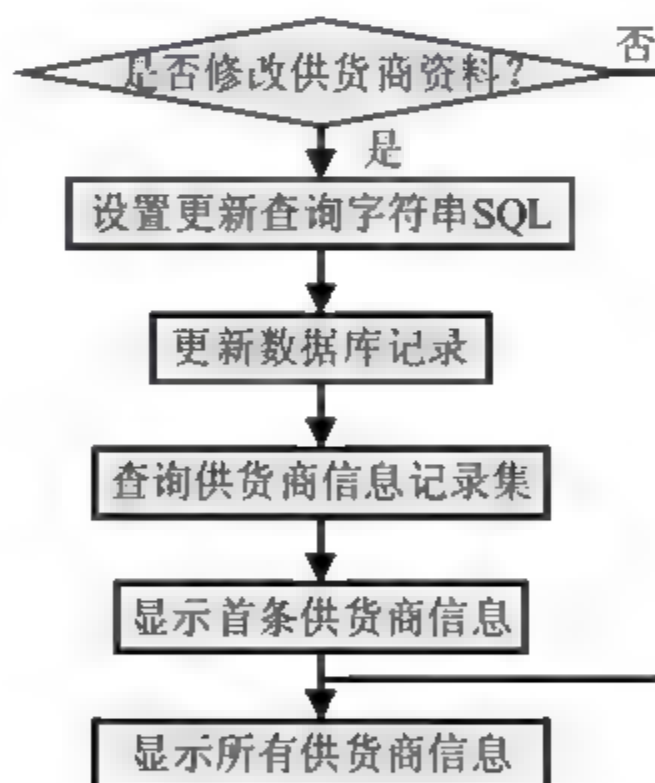 是否修改供货商资料?
否
是
设置更新查询字符串SQL
更新数据库记录
查询供货商信息记录集
显示首条供货商信息
显示所有供货商信息